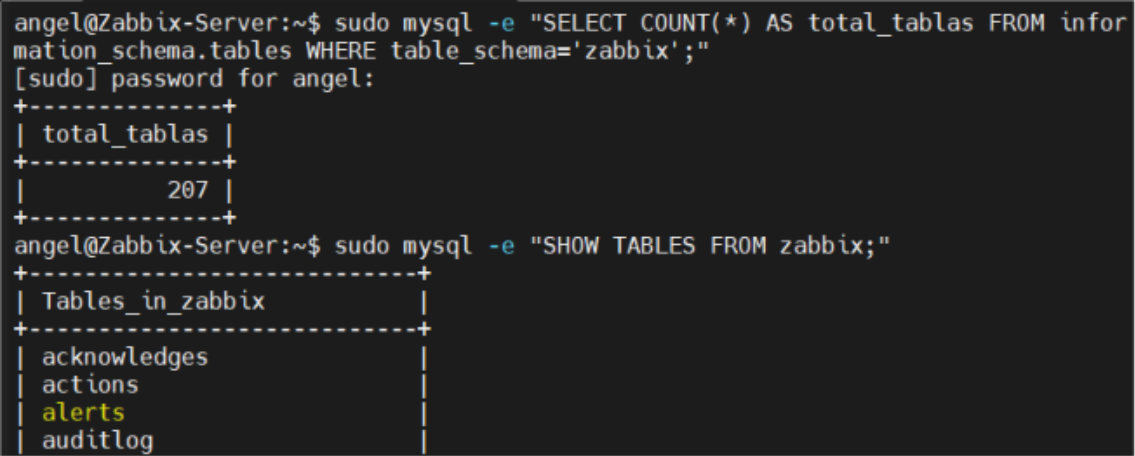 angel@Zabbix-Server:~$ sudo mysql -e "SELECT COUNT(*) AS total_tablas FROM infor
mation_schema.tables WHERE table_schema='zabbix';"
[sudo] password for angel:
+--------------+
| total_tablas |
+--------------+
|          207 |
+--------------+
angel@Zabbix-Server:~$ sudo mysql -e "SHOW TABLES FROM zabbix;"
+----------------------------+
| Tables_in_zabbix           |
+----------------------------+
| acknowledges               |
| actions                    |
| alerts                     |
| auditlog                   |